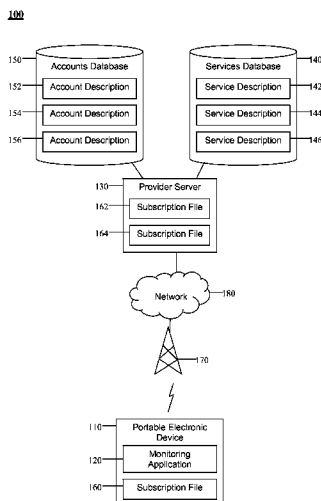 100
150 Accounts Database Services Database 140
152 Account Description Service Description 142
154 Account Description Service Description 144
156 Account Description Service Description 146
130 Provider Server
162 Subscription File
164 Subscription File
Network 180
170
110 Portable Electronic
Device
120 Monitoring
Application
160 Subscription File